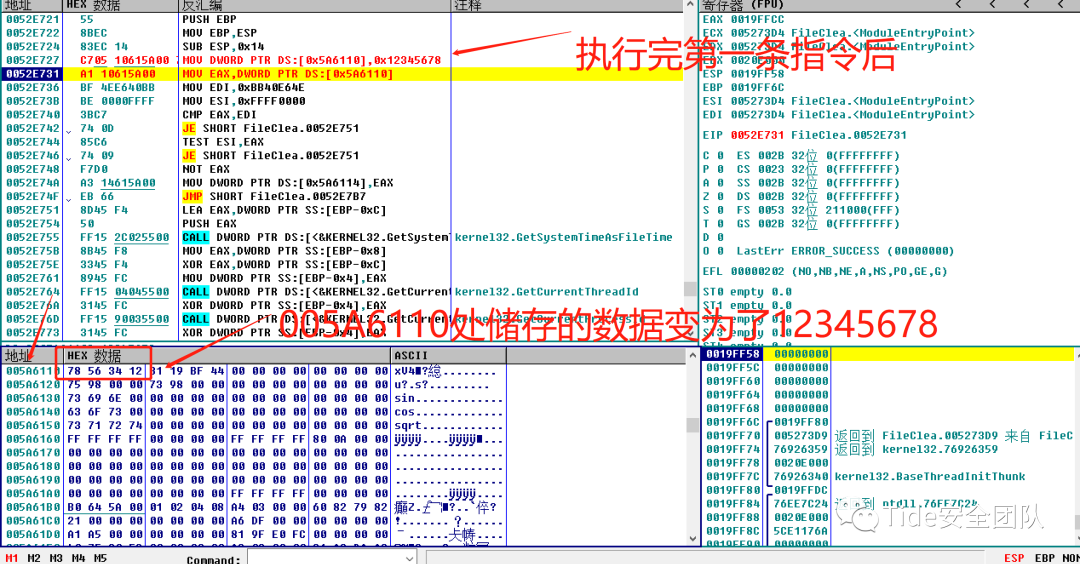 地址 HEX 数据 反汇编 注释 寄存器 (FPU)
0052E721 55 PUSH EBP
0052E722 8BEC MOV EBP,ESP
0052E724 83EC 14 SUB ESP,0x14
0052E727 C705 10615A00 MOV DWORD PTR DS:[0x5A6110],0x12345678
0052E731 A1 10615A00 MOV EAX,DWORD PTR DS:[0x5A6110]
0052E736 BF 4EE640BB MOV EDI,0xBB40E64E
0052E73B BE 0000FFFF MOV ESI,0xFFFF0000
0052E740 3BC7 CMP EAX,EDI
0052E742 74 0D JE SHORT FileClea.0052E751
0052E744 85C6 TEST ESI,EAX
0052E746 74 09 JE SHORT FileClea.0052E751
0052E748 F7D0 NOT EAX
0052E74A A3 14615A00 MOV DWORD PTR DS:[0x5A6114],EAX
0052E74F EB 66 JMP SHORT FileClea.0052E7B7
0052E751 8D45 F4 LEA EAX,DWORD PTR SS:[EBP-0xC]
0052E754 50 PUSH EAX
0052E755 FF15 2C025500 CALL DWORD PTR DS:[<&KERNEL32.GetSystemT kernel32.GetSystemTimeAsFileTime
0052E75B 8B45 F8 MOV EAX,DWORD PTR SS:[EBP-0x8]
0052E75E 3345 F4 XOR EAX,DWORD PTR SS:[EBP-0xC]
0052E761 8945 FC MOV DWORD PTR SS:[EBP-0x4],EAX
0052E764 FF15 04045500 CALL DWORD PTR DS:[<&KERNEL32.GetCurrent kernel32.GetCurrentThreadId
0052E76A 3145 FC XOR DWORD PTR SS:[EBP-0x4],EAX
0052E76D FF15 90035500 CALL DWORD PTR DS:[<&KERNEL32.GetCurrent
0052E773 3145 FC XOR DWORD PTR SS:[EBP-0x4],EAX
执行完第一条指令后
005A6110处储存的数据变为了12345678
EAX 0019FFCC
ECX 005273D4 FileClea.<ModuleEntryPoint>
EDX 005273D4 FileClea.<ModuleEntryPoint>
EBX 0020E000
ESP 0019FF58
EBP 0019FF6C
ESI 005273D4 FileClea.<ModuleEntryPoint>
EDI 005273D4 FileClea.<ModuleEntryPoint>
EIP 0052E731 FileClea.0052E731
C 0 ES 002B 32位 0(FFFFFFFF)
P 0 CS 0023 32位 0(FFFFFFFF)
A 0 SS 002B 32位 0(FFFFFFFF)
Z 0 DS 002B 32位 0(FFFFFFFF)
S 0 FS 0053 32位 211000(FFF)
T 0 GS 002B 32位 0(FFFFFFFF)
D 0
O 0 LastErr ERROR_SUCCESS (00000000)
EFL 00000202 (NO,NB,NE,A,NS,PO,GE,G)
ST0 empty 0.0
ST1 empty 0.0
ST2 empty 0.0
ST3 empty 0.0
地址 HEX 数据 ASCII
005A6110 78 56 34 12 B1 19 BF 44 00 00 00 00 00 00 00 00
005A6120 75 98 00 00 73 98 00 00 00 00 00 00 00 00 00 00 u?.s?..........
005A6130 73 69 6E 00 00 00 00 00 00 00 00 00 00 00 00 00 sin.............
005A6140 63 6F 73 00 00 00 00 00 00 00 00 00 00 00 00 00 cos.............
005A6150 73 71 72 74 00 00 00 00 00 00 00 00 00 00 00 00 sqrt............
005A6160 FF FF FF FF 00 00 00 00 FF FF FF FF 80 0A 00 00
005A6170 00 00 00 00 00 00 00 00 00 00 00 00 00 00 00 00 ................
005A6180 00 00 00 00 00 00 00 00 00 00 00 00 00 00 00 00 ................
005A6190 00 00 00 00 00 00 00 00 00 00 00 00 00 00 00 00 ................
005A61A0 00 00 00 00 00 00 00 00 FF FF FF FF 00 00 00 00
005A61B0 B0 64 5A 00 01 02 04 08 A4 03 00 00 60 82 79 82
005A61C0 21 00 00 00 00 00 00 00 A6 DF 00 00 00 00 00 00
005A61D0 A1 A5 00 00 00 00 00 00 81 9F E0 FC 00 00 00 00
0019FF58 00000000
0019FF5C 00000000
0019FF60 00000000
0019FF64 00000000
0019FF68 00000000
0019FF6C 0019FF80
0019FF70 005273D9 返回到 FileClea.005273D9 来自 FileC
0019FF74 76926359 返回到 kernel32.76926359
0019FF78 0020E000
0019FF7C 76926340 kernel32.BaseThreadInitThunk
0019FF80 0019FFDC
0019FF84 76EE7C24 返回到 ntdll.76EE7C24
0019FF88 0020E000
0019FF8C 5CE1176A
0019FF90 00000000
Tide安全团队
M1 M2 M3 M4 M5 Command: ESP EBP NON